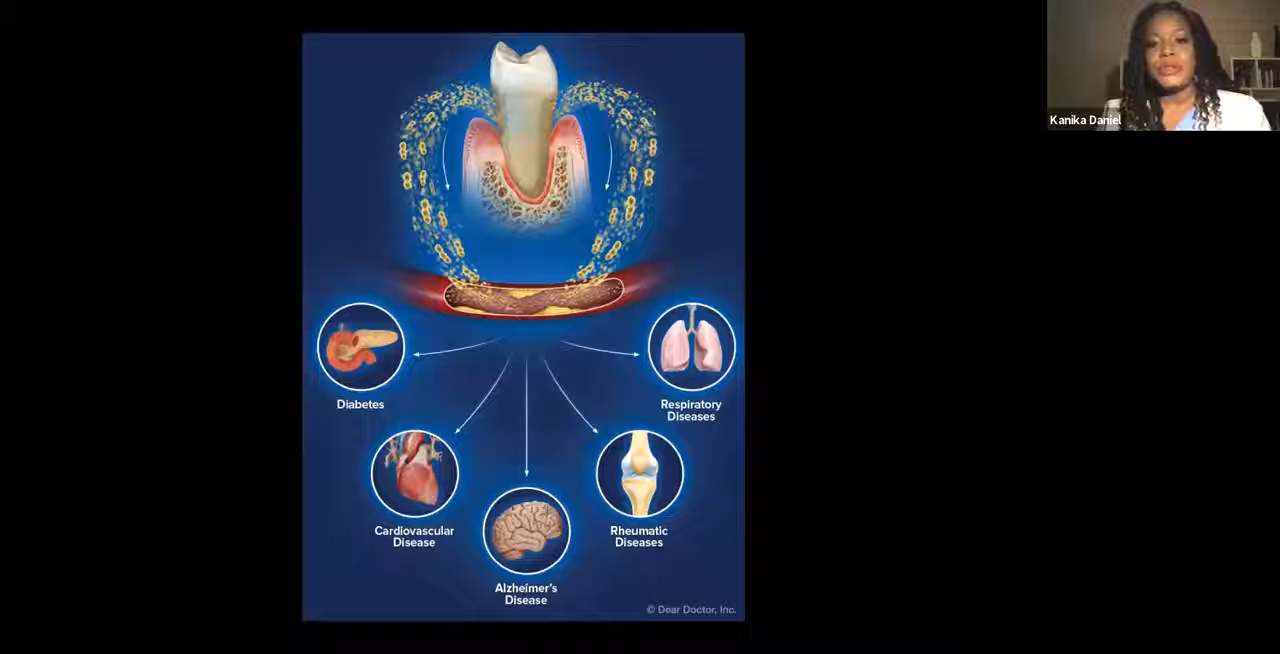 Kanika Daniel
Diabetes
Respiratory
Diseases
Cardiovascular
Disease
Rheumatic
Diseases
Alzheimer's
Disease
© Dear Doctor, Inc.